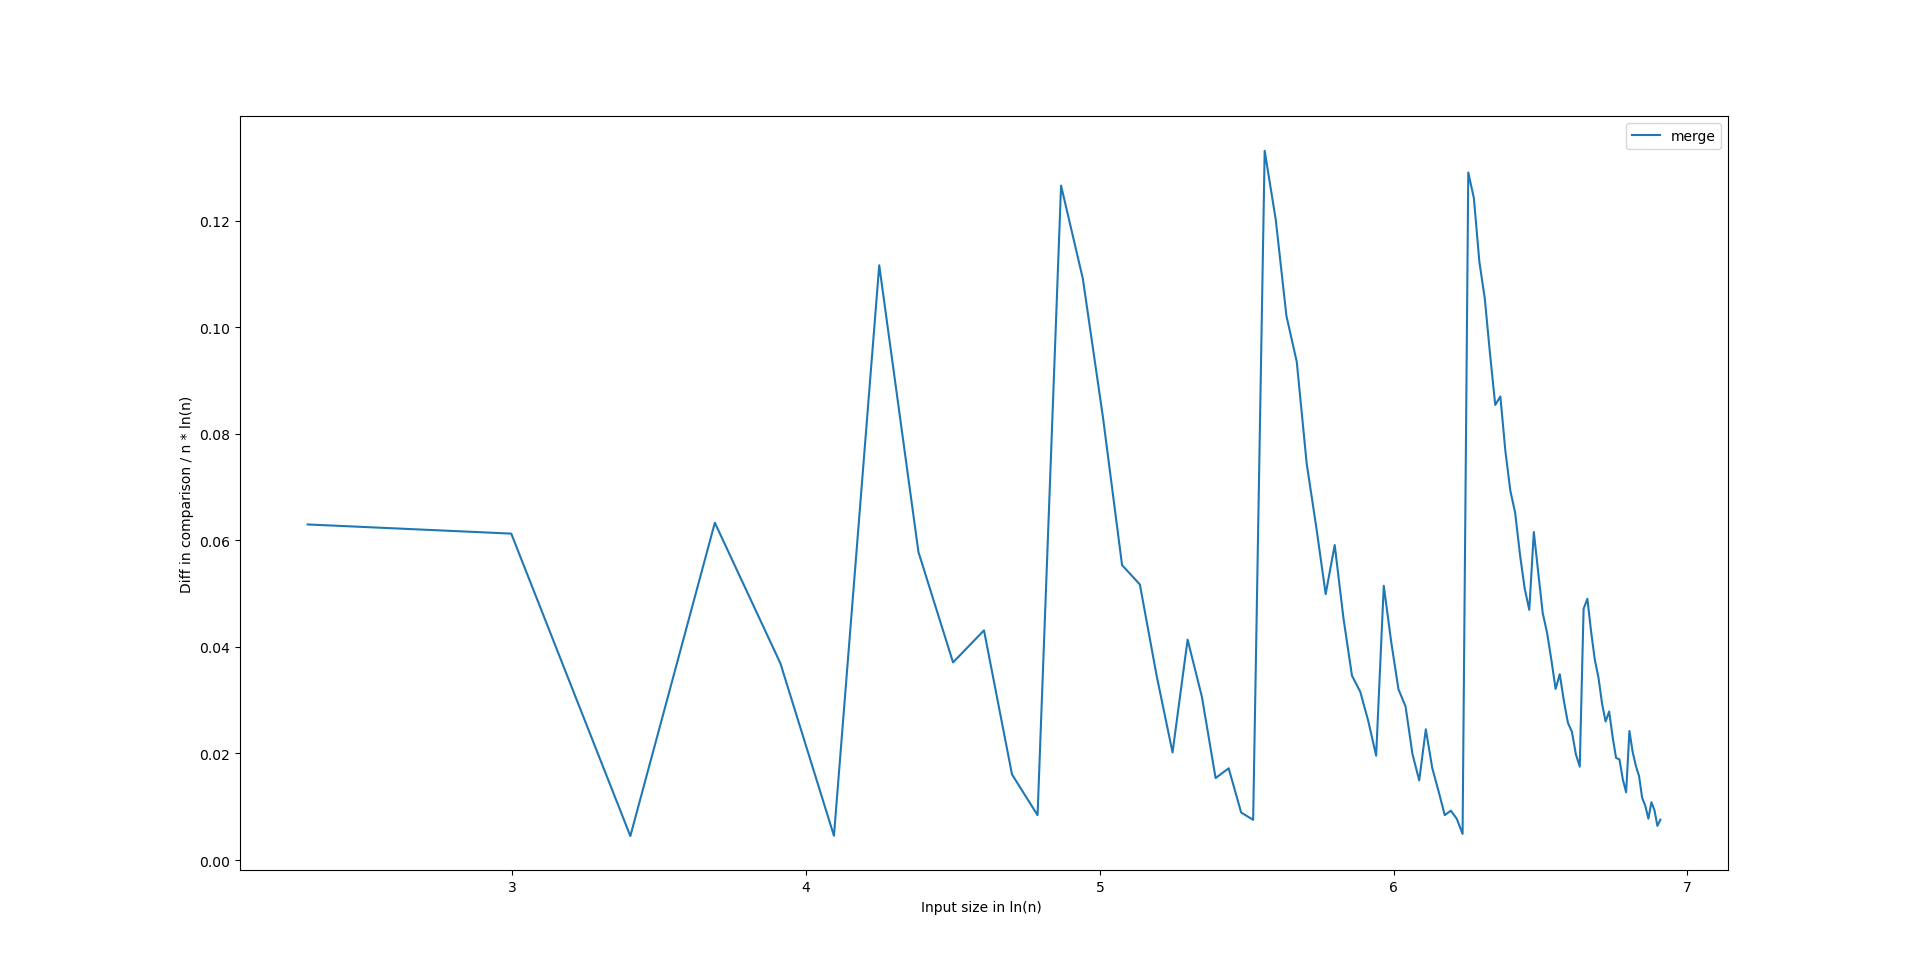 merge
0.12
0.10
0.08
0.06
0.04
0.02
0.00
Diff in comparison / n * ln(n)
3 4 5 6 7
Input size in ln(n)